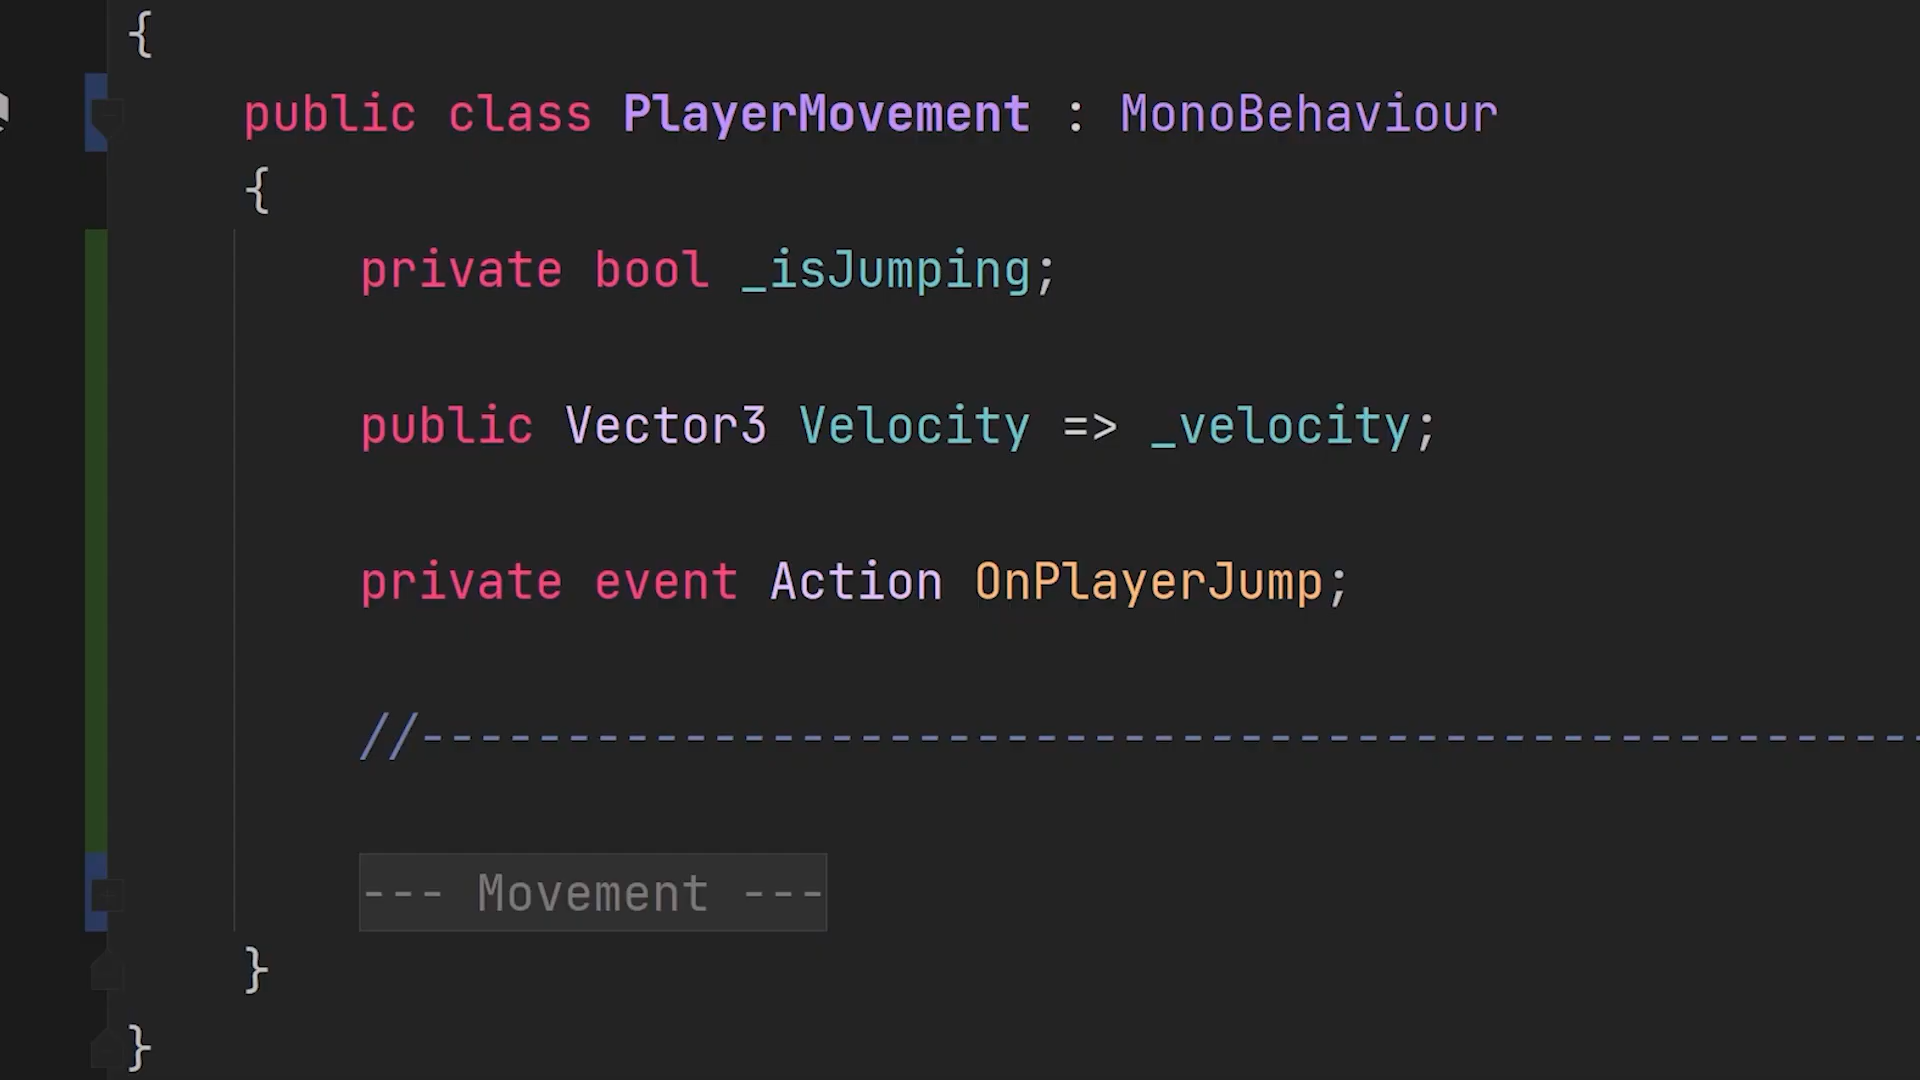 {
public class PlayerMovement : MonoBehaviour
{
private bool _isJumping;
public Vector3 Velocity => _velocity;
private event Action OnPlayerJump;
//---------------------------------------------------
--- Movement ---
}
}